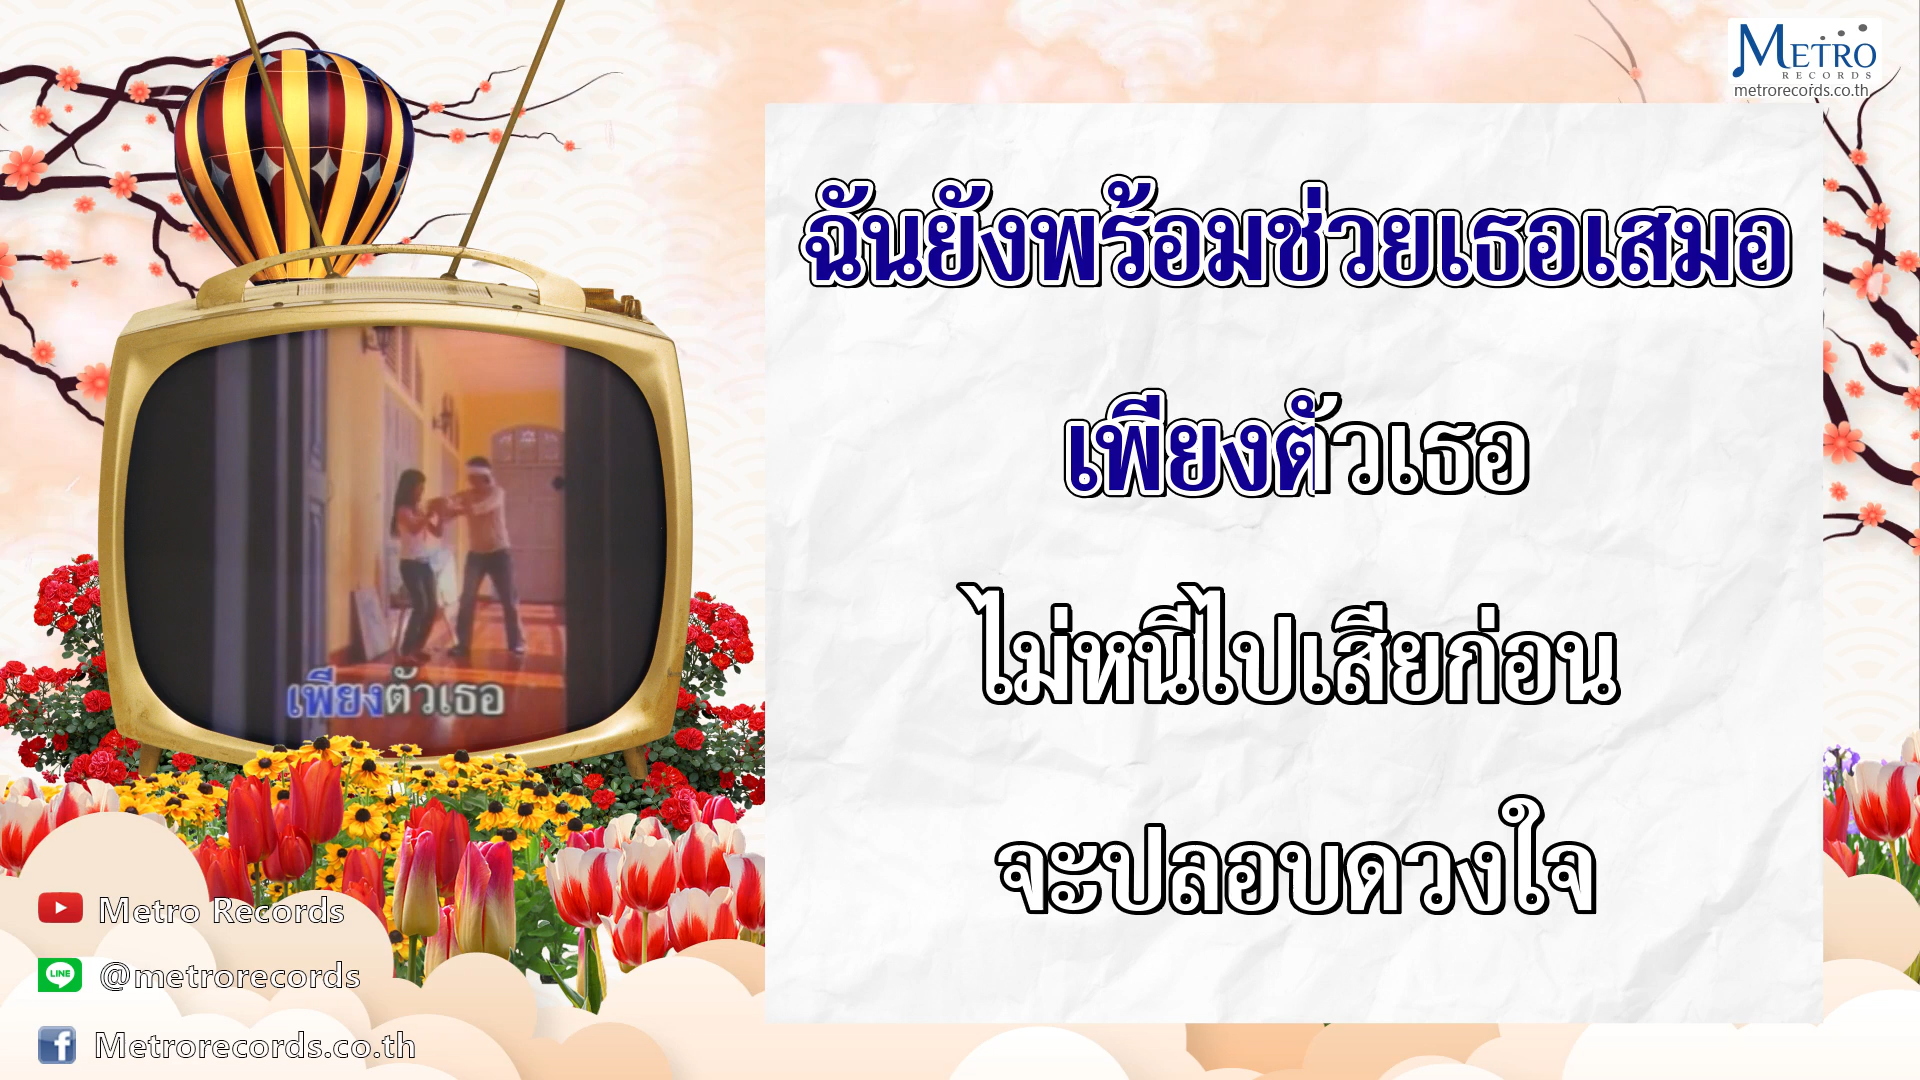 METRO
RECORDS
metrorecords.co.th
ฉันยังพร้อมช่วยเธอเสมอ
เพียงตัวเธอ
ไม่หนีไปเสียก่อน
จะปลอบดวงใจ
เพียงตัวเธอ
Metro Records
LINE
@metrorecords
f
Metrorecords.co.th